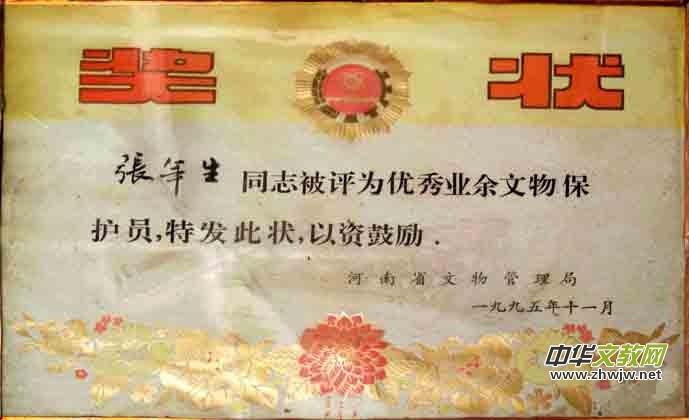 奖状
張年生 同志被评为优秀业余文物保
护员,特发此状,以资鼓励.
河南省文物管理局
一九九五年十一月
中华文教网
www.zhwjw.net